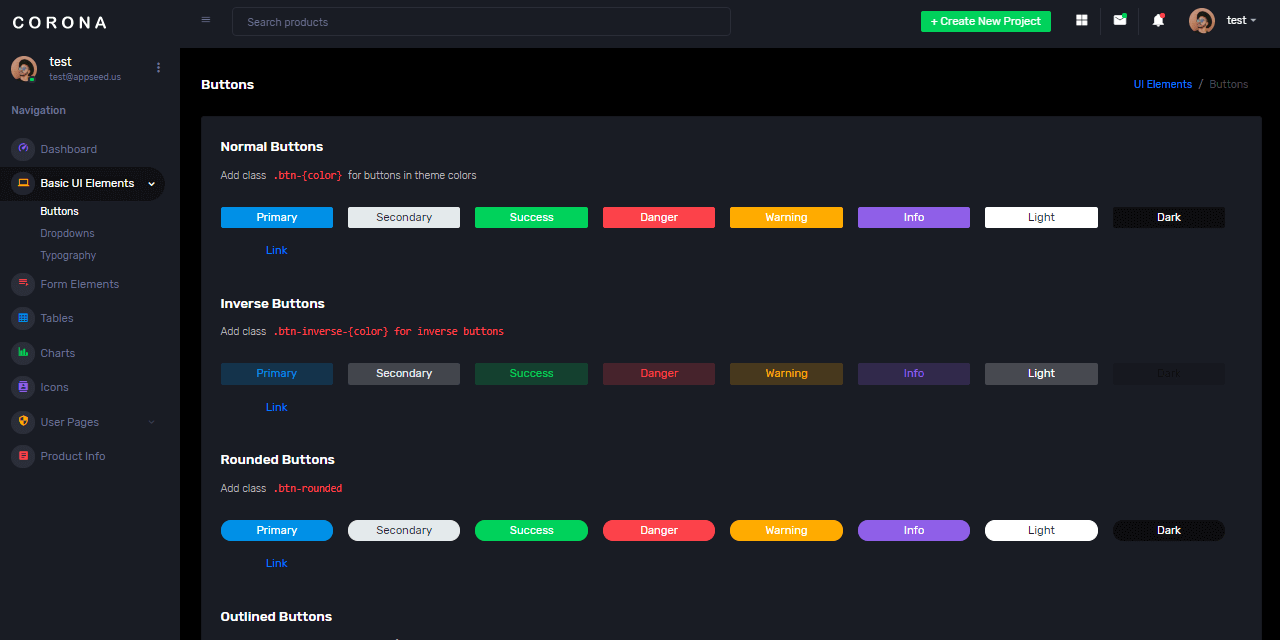 CORONA
Search products
+ Create New Project
test
test
test@appseed.us
Navigation
Dashboard
Basic UI Elements
Buttons
Dropdowns
Typography
Form Elements
Tables
Charts
Icons
User Pages
Product Info
Buttons
UI Elements / Buttons
Normal Buttons
Add class .btn-{color} for buttons in theme colors
Primary Secondary Success Danger Warning Info Light Dark
Link
Inverse Buttons
Add class .btn-inverse-{color} for inverse buttons
Primary Secondary Success Danger Warning Info Light Dark
Link
Rounded Buttons
Add class .btn-rounded
Primary Secondary Success Danger Warning Info Light Dark
Link
Outlined Buttons